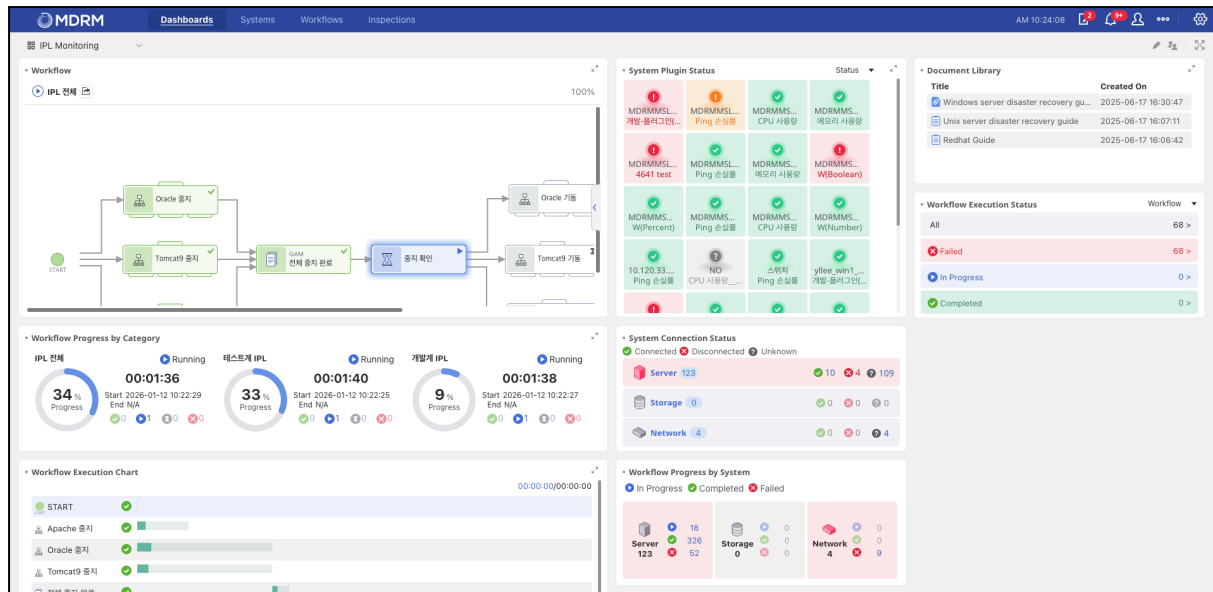 MDRM
Dashboards
Systems
Workflows
Inspections
AM 10:24:08
2
9+
IPL Monitoring
Workflow
IPL 전체
100%
START
Oracle 중지
Tomcat9 중지
GAM
전체 중지 완료
중지 확인
Oracle 기동
Tomcat9 기동
System Plugin Status
Status
MDRMMSL...
개발-플러그인(...
MDRMMSL...
Ping 손실률
MDRMMS...
CPU 사용량
MDRMMS...
메모리 사용량
MDRMMSL...
4641 test
MDRMMSL...
Ping 손실률
MDRMMS...
메모리 사용량
MDRMMS...
W(Boolean)
MDRMMS...
W(Percent)
MDRMMS...
Ping 손실률
MDRMMS...
CPU 사용량
MDRMMS...
W(Number)
10.120.33....
Ping 손실률
NO
CPU 사용량__...
스위치
Ping 손실률
yllee_win1_...
개발-플러그인(...
Document Library
Title Created On
Windows server disaster recovery gu... 2025-06-17 16:30:47
Unix server disaster recovery guide 2025-06-17 16:07:11
Redhat Guide 2025-06-17 16:06:42
Workflow Execution Status
Workflow
All 68 >
Failed 68 >
In Progress 0 >
Completed 0 >
Workflow Progress by Category
IPL 전체
Running
34 %
Progress
00:01:36
Start 2026-01-12 10:22:29
End N/A
0 1 0 0
테스트계 IPL
Running
33 %
Progress
00:01:40
Start 2026-01-12 10:22:25
End N/A
0 1 0 0
개발계 IPL
Running
9 %
Progress
00:01:38
Start 2026-01-12 10:22:27
End N/A
0 1 0 0
System Connection Status
Connected Disconnected Unknown
Server 123 10 4 109
Storage 0 0 0 0
Network 4 0 0 4
Workflow Execution Chart
00:00:00/00:00:00
START
Apache 중지
Oracle 중지
Tomcat9 중지
전체 중지 완료
Workflow Progress by System
In Progress Completed Failed
Server
123
18
326
52
Storage
0
0
0
0
Network
4
0
0
9